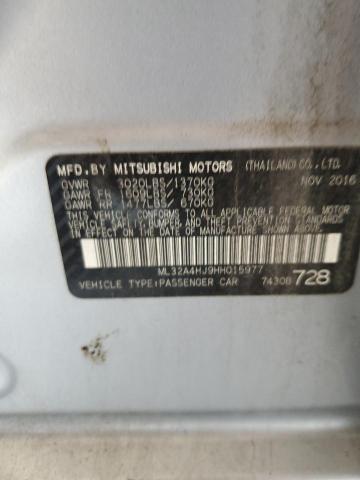 MFD.BY MITSUBISHI MOTORS (THAILAND)CO.,LTD.
GVWR 3020LBS/1370KG NOV 2016
GAWR FR 1609LBS/ 730KG
GAWR RR 1477LBS/ 670KG
THIS VEHICLE CONFORMS TO ALL APPLICABLE FEDERAL MOTOR
VEHICLE SAFETY, BUMPER AND THEFT PREVENTION
STANDARDS IN EFFECT ON THE DATE OF MANUFACTURE
SHOWN ABOVE.
ML32A4HJ9HH015977
VEHICLE TYPE:PASSENGER CAR 74308 728